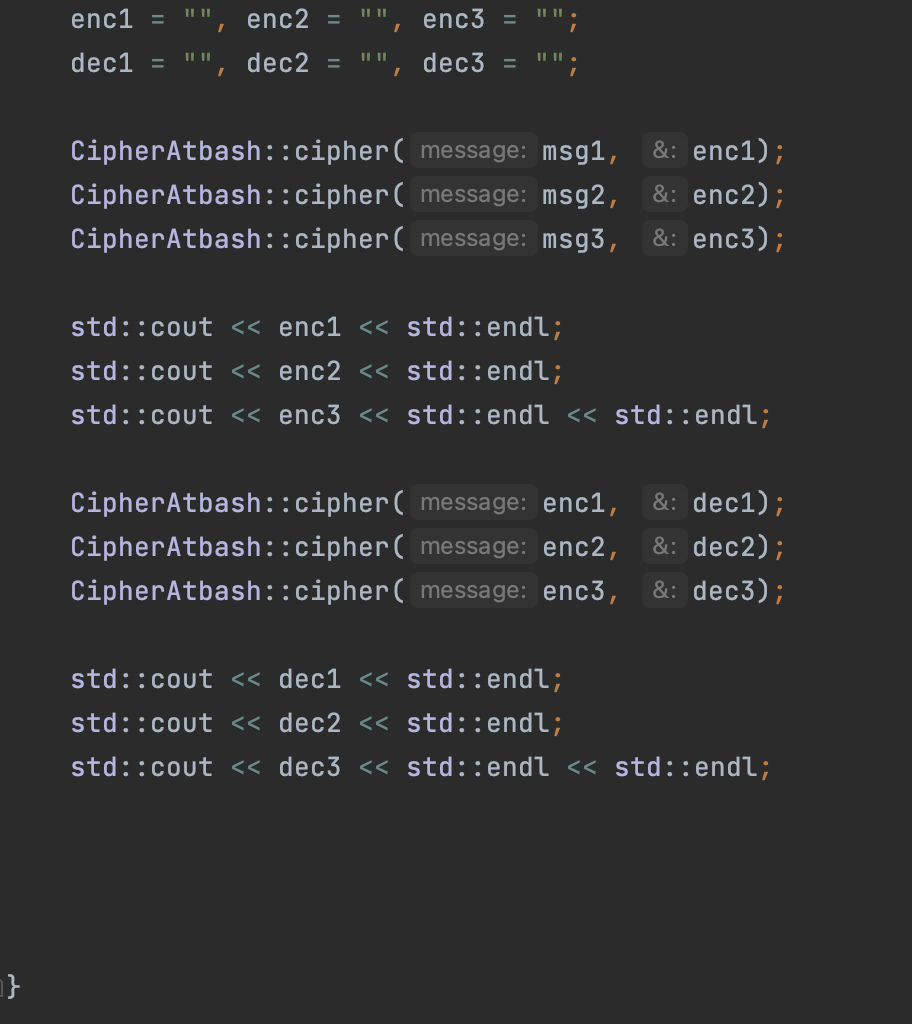 enc1 = "", enc2 = "", enc3 = "";
dec1 = "", dec2 = "", dec3 = "";
CipherAtbash::cipher( message: msg1, &: enc1);
CipherAtbash::cipher( message: msg2, &: enc2);
CipherAtbash::cipher( message: msg3, &: enc3);
std::cout << enc1 << std::endl;
std::cout << enc2 << std::endl;
std::cout << enc3 << std::endl << std::endl;
CipherAtbash::cipher( message: enc1, &: dec1);
CipherAtbash::cipher( message: enc2, &: dec2);
CipherAtbash::cipher( message: enc3, &: dec3);
std::cout << dec1 << std::endl;
std::cout << dec2 << std::endl;
std::cout << dec3 << std::endl << std::endl;
}